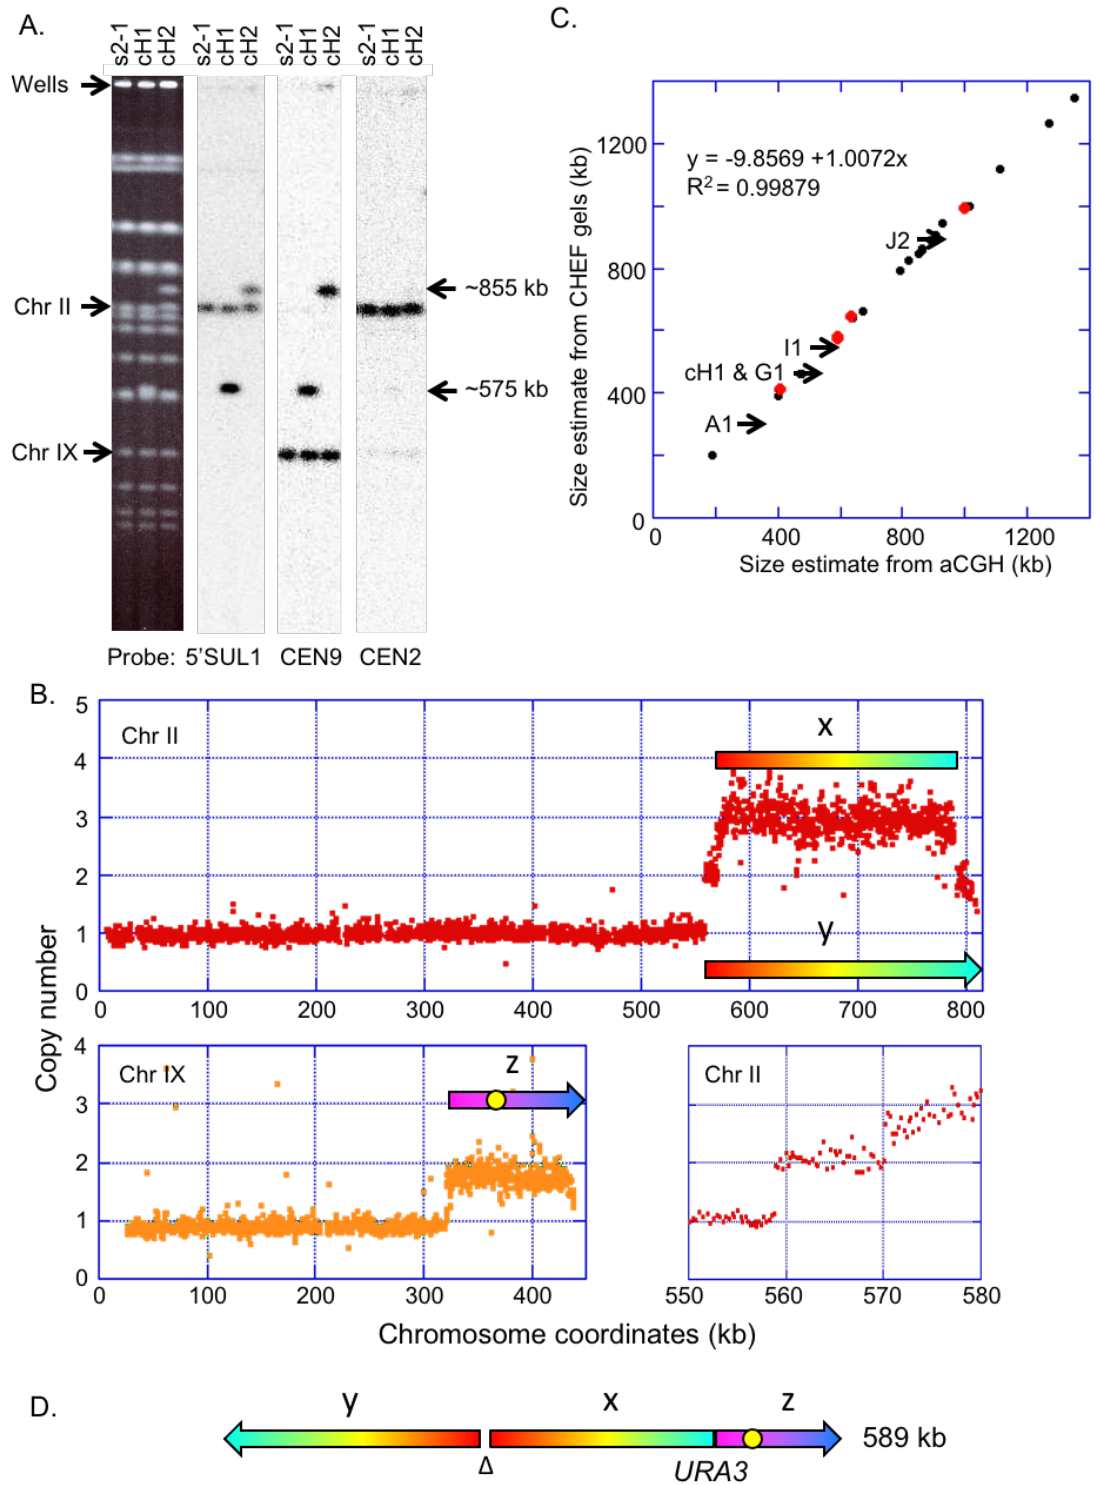 A.
s2-1 cH1 cH2 s2-1 cH1 cH2 s2-1 cH1 cH2 s2-1 cH1 cH2
Wells
Chr II
Chr IX
~855 kb
~575 kb
Probe: 5'SUL1 CEN9 CEN2
C.
Size estimate from CHEF gels (kb)
1200
800
400
0
y = -9.8569 +1.0072x
R2 = 0.99879
J2
I1
cH1 & G1
A1
0 400 800 1200
Size estimate from aCGH (kb)
B.
Copy number
5
4
3
2
1
0
Chr II
x
y
0 100 200 300 400 500 600 700 800
4
3
2
1
0
Chr IX
z
0 100 200 300 400
Chr II
550 560 570 580
Chromosome coordinates (kb)
D.
y x z
589 kb
Δ URA3